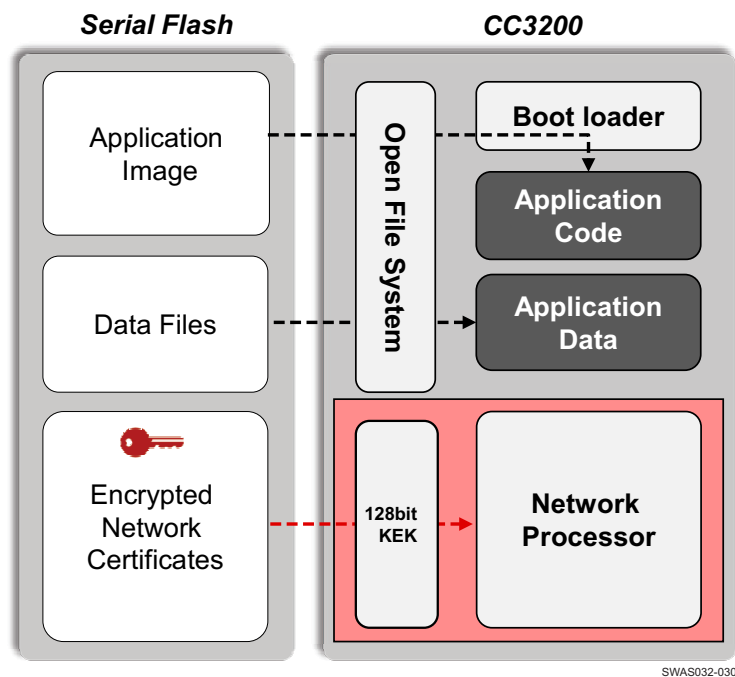 Serial Flash
CC3200
Application
Image
Data Files
Encrypted
Network
Certificates
Open File System
Boot loader
Application
Code
Application
Data
128bit
KEK
Network
Processor
SWAS032-030